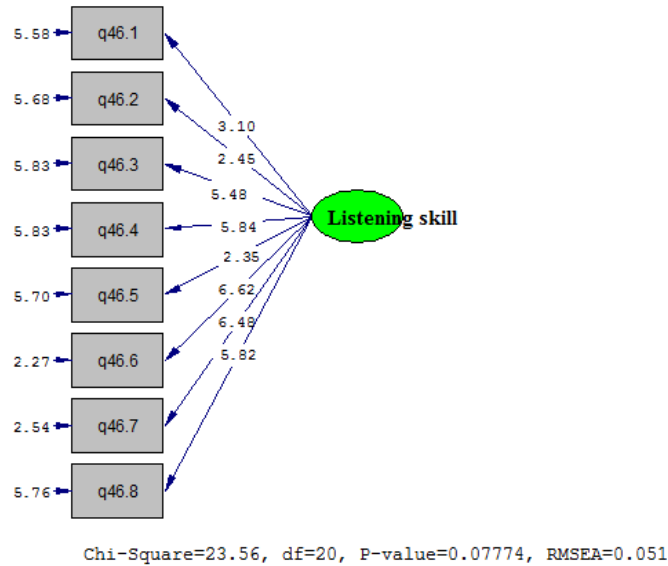 5.58 q46.1
5.68 q46.2
5.83 q46.3
5.83 q46.4
5.70 q46.5
2.27 q46.6
2.54 q46.7
5.76 q46.8
3.10
2.45
5.48
5.84
2.35
6.62
6.48
5.82
Listening skill
Chi-Square=23.56, df=20, P-value=0.07774, RMSEA=0.051